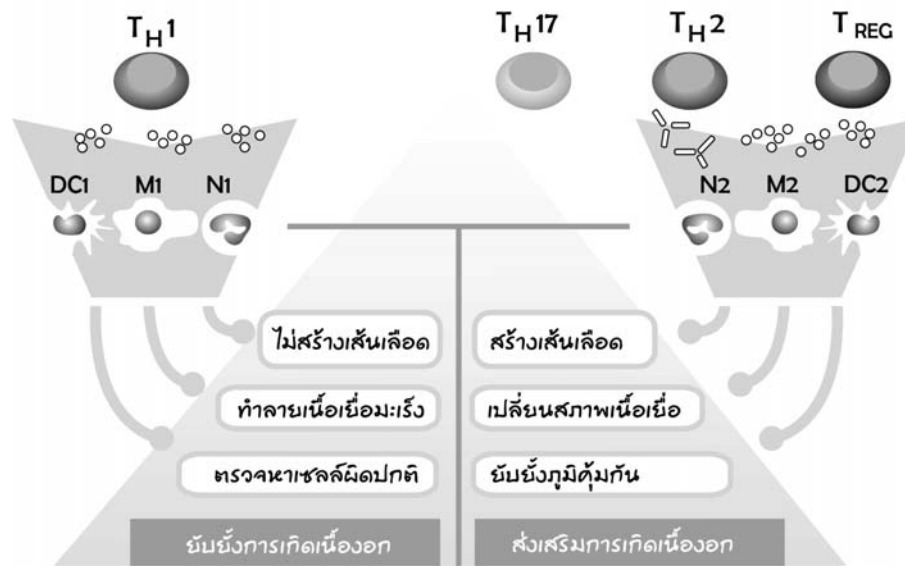 TH1
TH17
TH2
TREG
DC1
M1
N1
N2
M2
DC2
ไม่สร้างเส้นเลือด
สร้างเส้นเลือด
ทำลายเนื้อเยื่อมะเร็ง
เปลี่ยนสภาพเนื้อเยื่อ
ตรวจหาเซลล์ผิดปกติ
ยับยั้งภูมิคุ้มกัน
ยับยั้งการเกิดเนื้องอก
ส่งเสริมการเกิดเนื้องอก